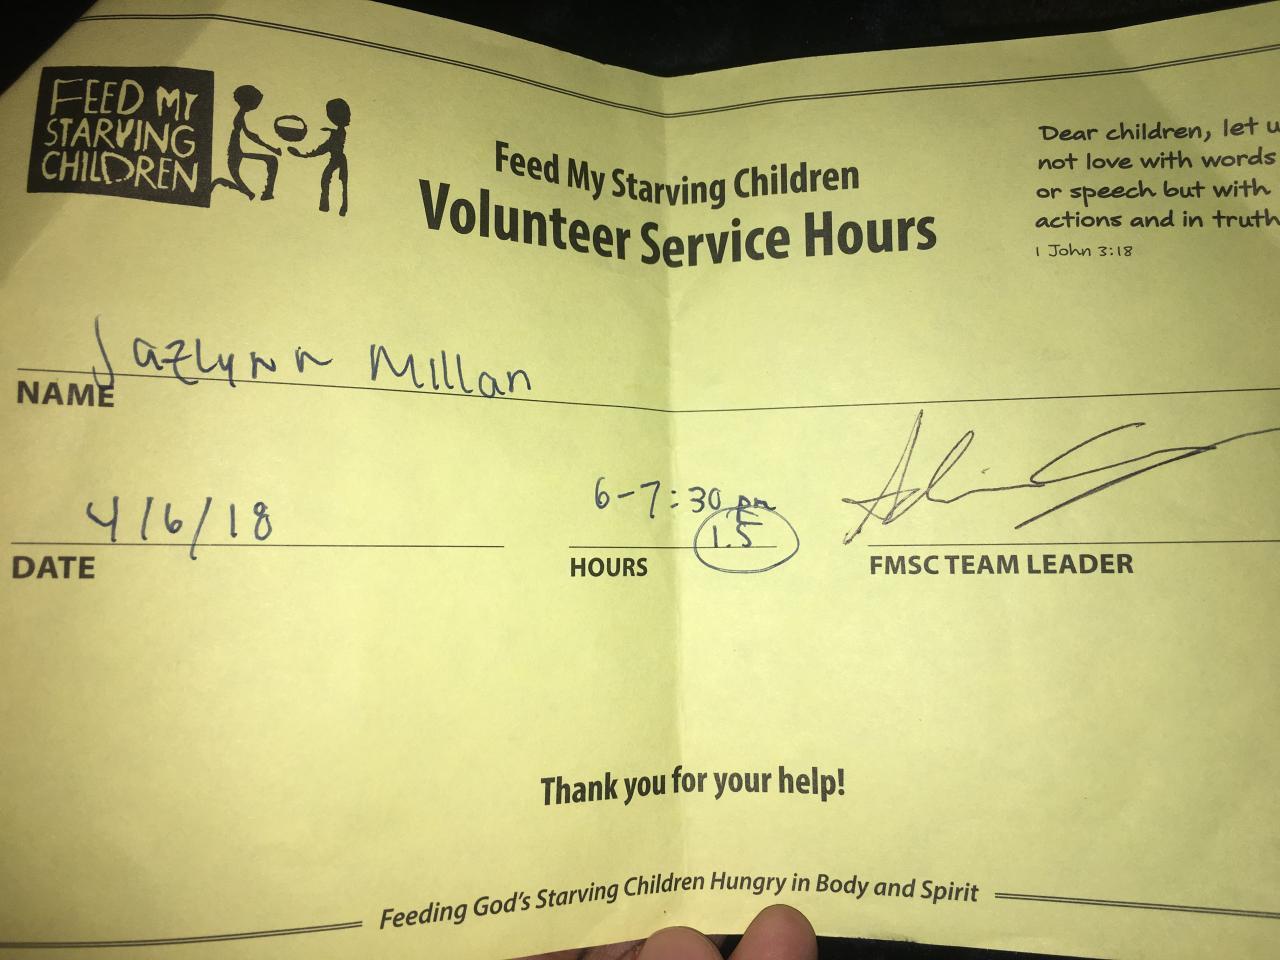 FEED MY
STARVING
CHILDREN
Feed My Starving Children
Volunteer Service Hours
Dear children, let u
not love with words
or speech but with
actions and in truth
1 John 3:18
Jazlynn Millan
NAME
4/6/18
DATE
6-7:30 pm
1.5
HOURS
FMSC TEAM LEADER
Thank you for your help!
Feeding God's Starving Children Hungry in Body and Spirit